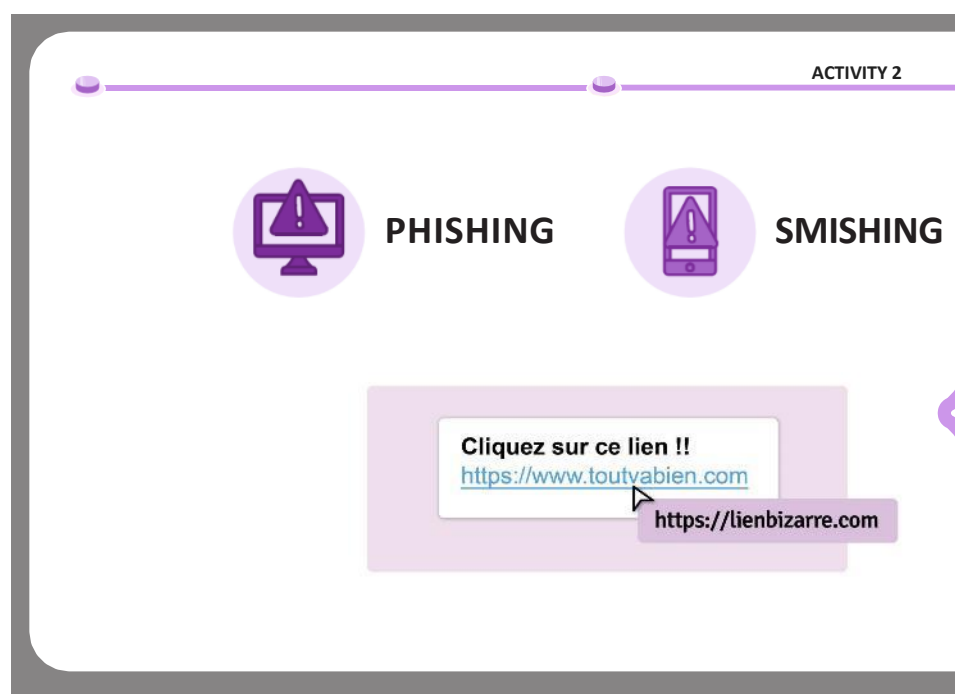 ACTIVITY 2
PHISHING
SMISHING
Cliquez sur ce lien !!
https://www.toutvabien.com
https://lienbizarre.com